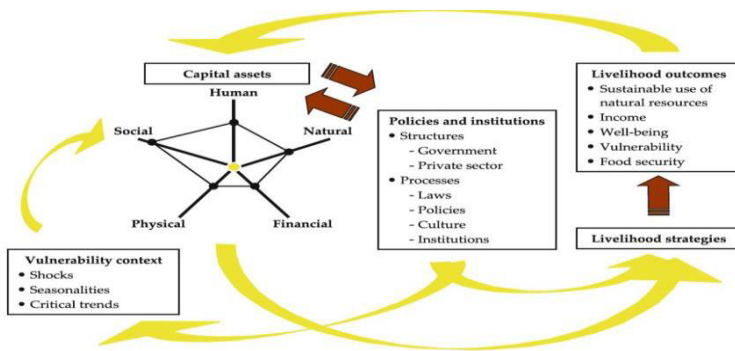 Capital assets
Human
Social
Natural
Physical
Financial
Vulnerability context
• Shocks
• Seasonalities
• Critical trends
Policies and institutions
• Structures
- Government
- Private sector
• Processes
- Laws
- Policies
- Culture
- Institutions
Livelihood outcomes
• Sustainable use of
natural resources
• Income
• Well-being
• Vulnerability
• Food security
Livelihood strategies